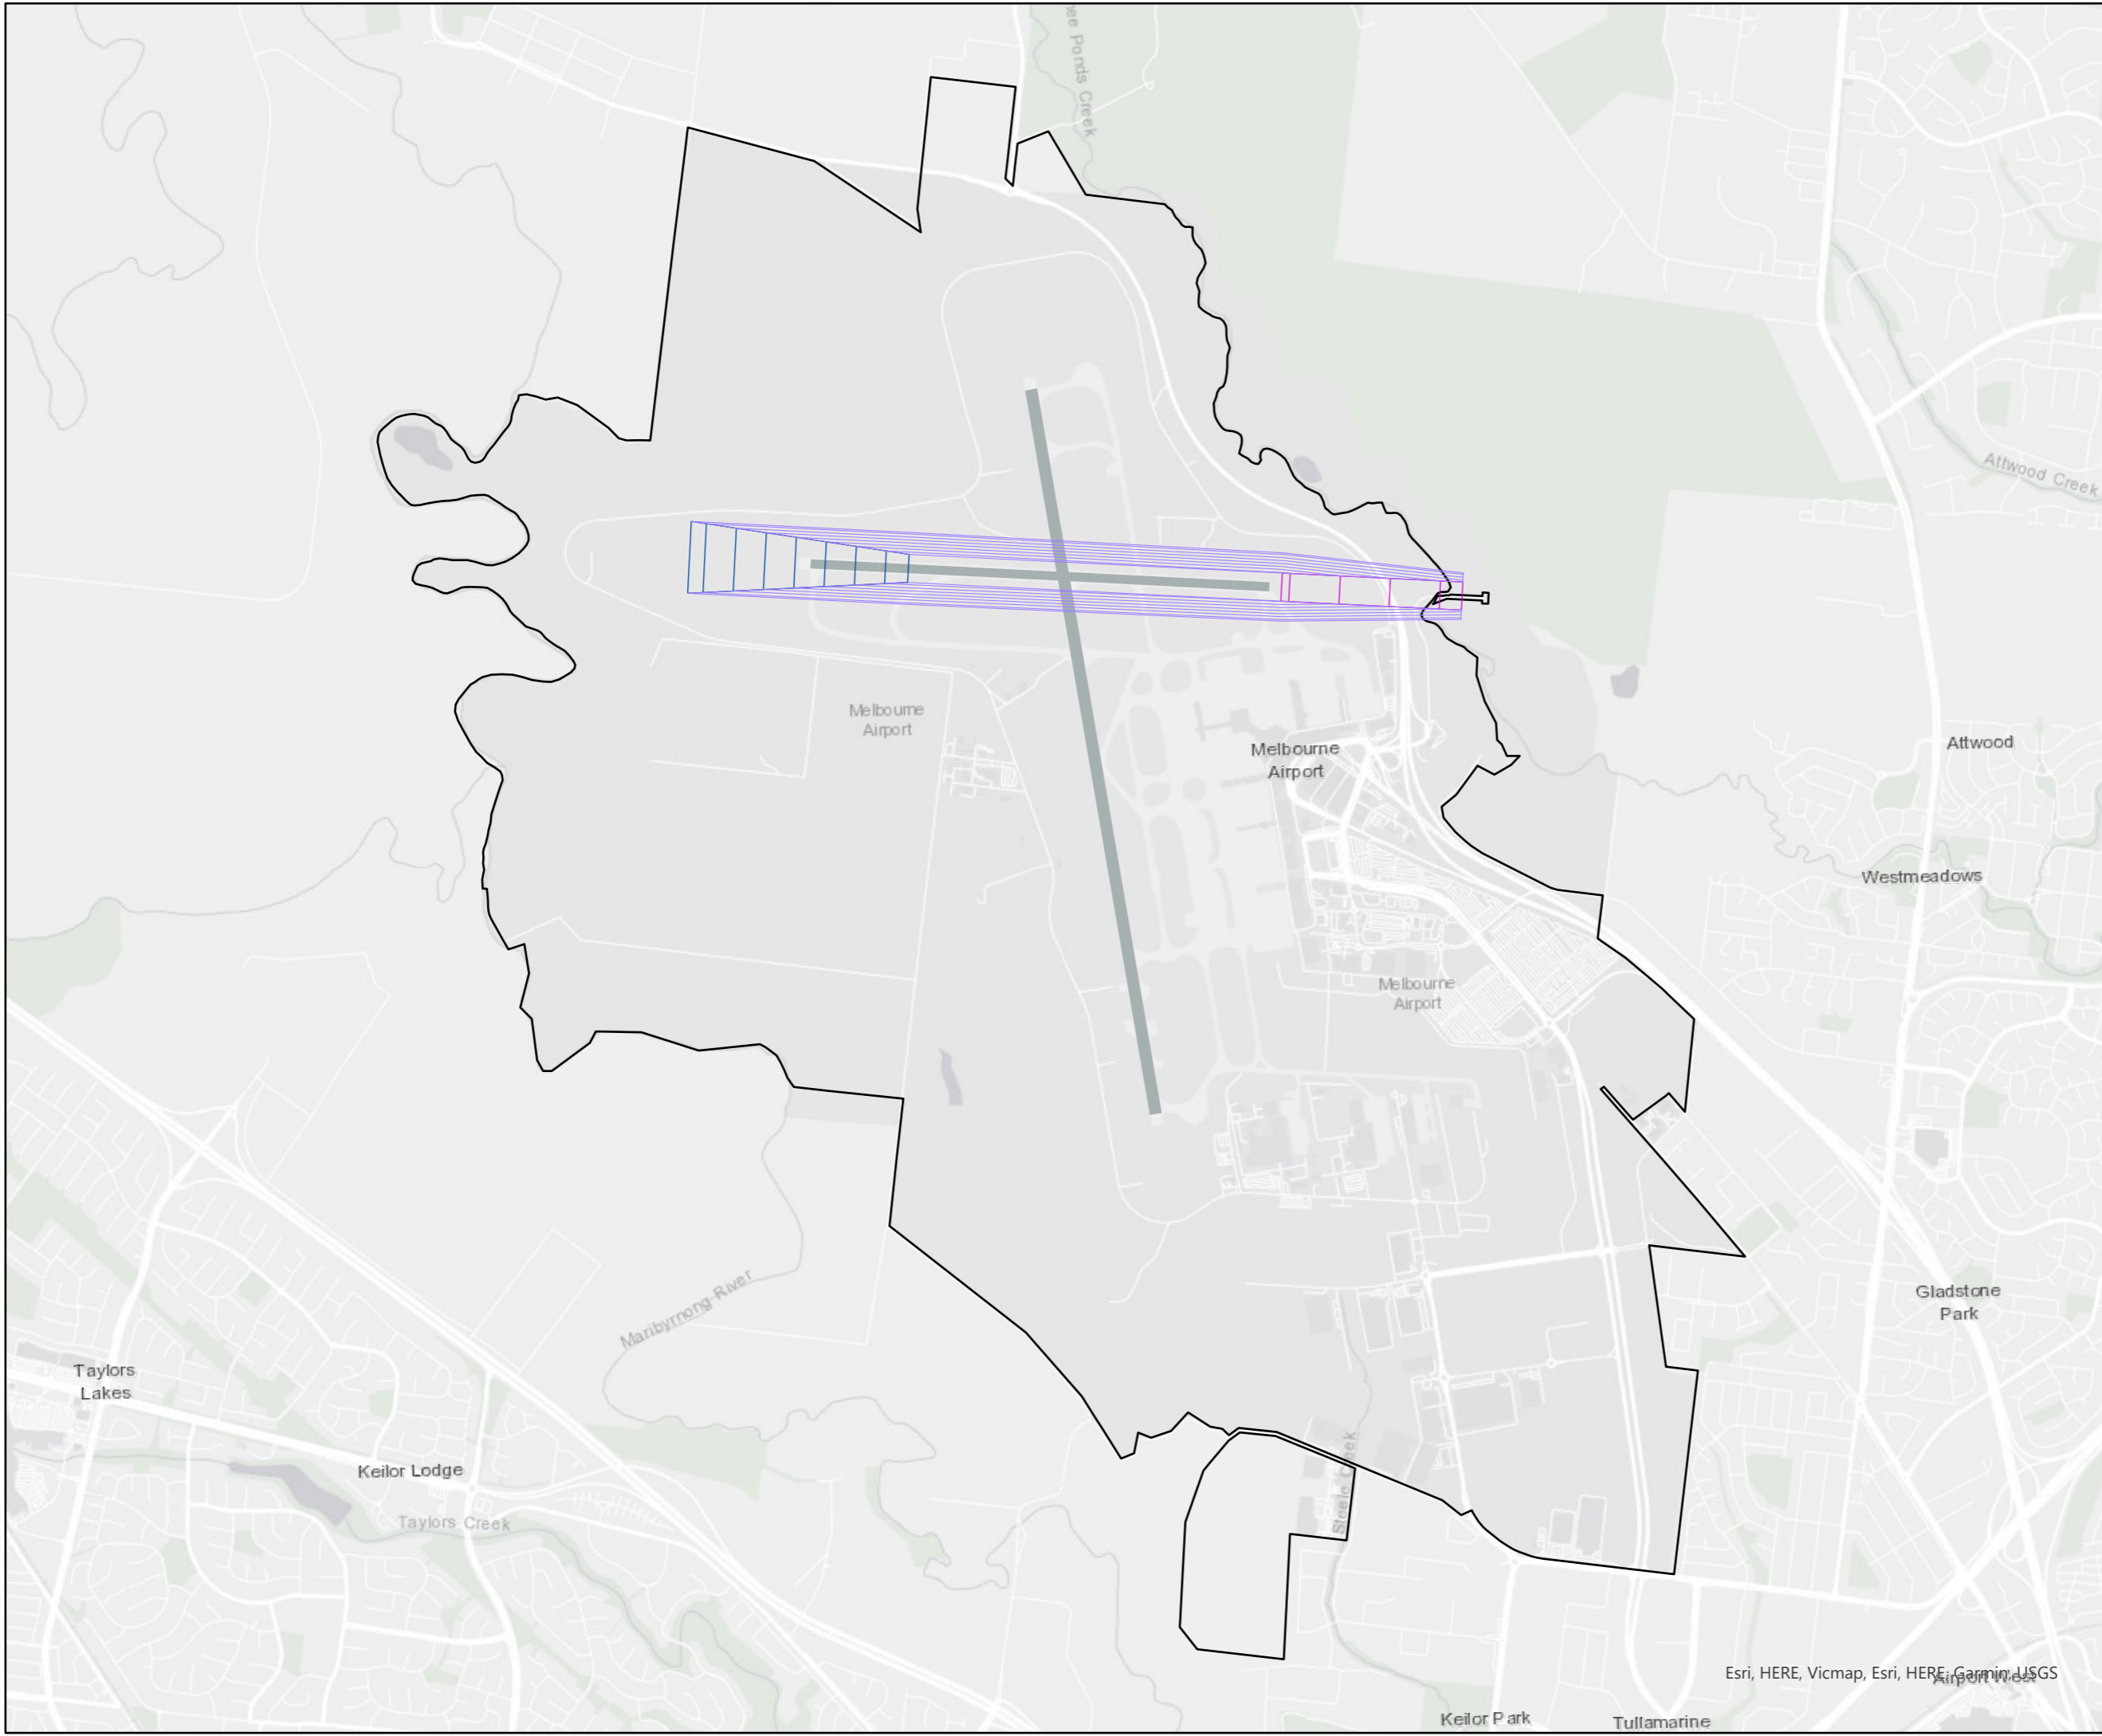 nee Ponds Creek
Attwood Creek
Melbourne
Airport
Melbourne
Airport
Attwood
Westmeadows
Melbourne
Airport
Gladstone
Park
Maribyrnong River
Taylors
Lakes
Keilor Lodge
Steele Creek
Taylors Creek
Esri, HERE, Vicmap, Esri, HERE, Garmin, USGS
Airport West
Keilor Park
Tullamarine